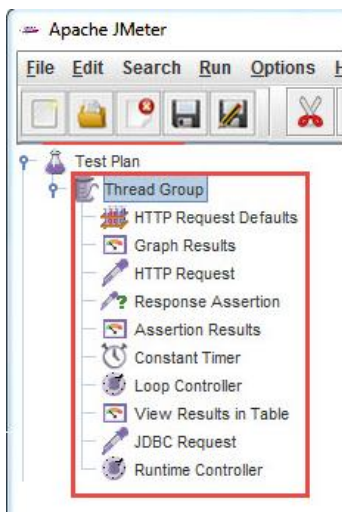 Apache JMeter
File Edit Search Run Options H
Test Plan
Thread Group
HTTP Request Defaults
Graph Results
HTTP Request
Response Assertion
Assertion Results
Constant Timer
Loop Controller
View Results in Table
JDBC Request
Runtime Controller